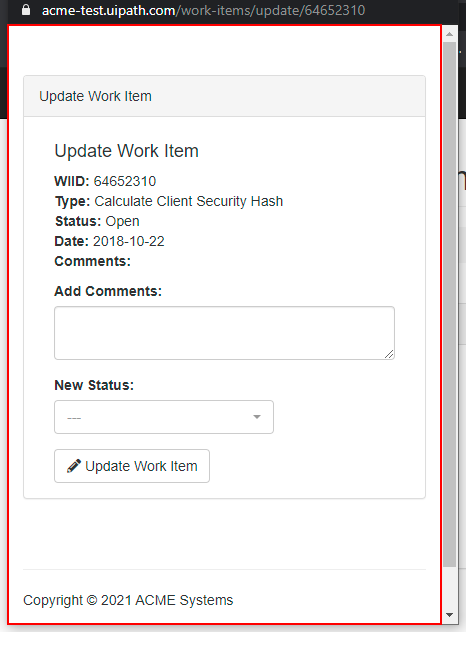 acme-test.uipath.com/work-items/update/64652310
Update Work Item
Update Work Item
WIID: 64652310
Type: Calculate Client Security Hash
Status: Open
Date: 2018-10-22
Comments:
Add Comments:
New Status:
---
Update Work Item
Copyright © 2021 ACME Systems